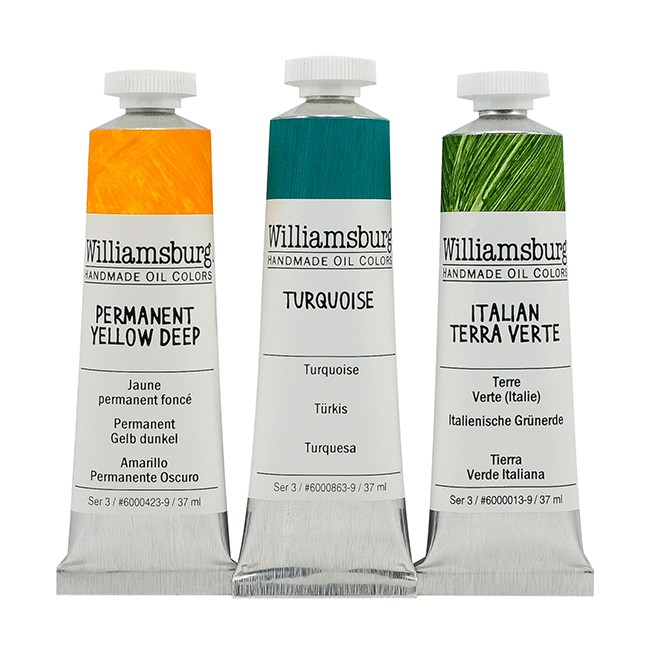 Williamsburg
HANDMADE OIL COLORS
PERMANENT
YELLOW DEEP
Jaune
permanent foncé
Permanent
Gelb dunkel
Amarillo
Permanente Oscuro
Ser 3 / #6000423-9 / 37 ml
Williamsburg
HANDMADE OIL COLORS
TURQUOISE
Turquoise
Türkis
Turquesa
Ser 3 / #6000863-9 / 37 ml
Williamsburg
HANDMADE OIL COLORS
ITALIAN
TERRA VERTE
Terre
Verte (Italie)
Italienische Grünerde
Tierra
Verde Italiana
Ser 3 / #6000013-9 / 37 ml